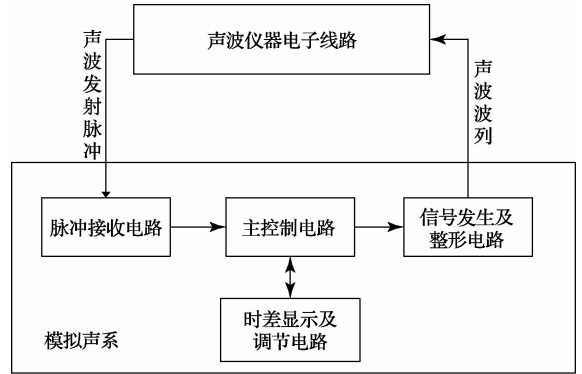 声波仪器电子线路
声波发射脉冲
声波波列
脉冲接收电路
主控制电路
信号发生及
整形电路
时差显示及
调节电路
模拟声系